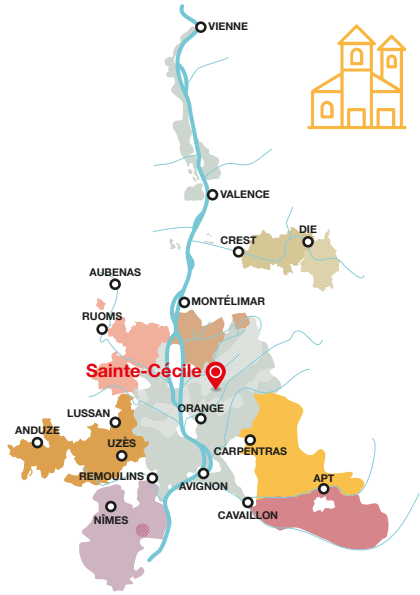 VIENNE
VALENCE
DIE
CREST
AUBENAS
MONTÉLIMAR
RUOMS
Sainte-Cécile
ORANGE
LUSSAN
ANDUZE
UZÈS
CARPENTRAS
REMOULINS
AVIGNON
APT
NÎMES
CAVAILLON